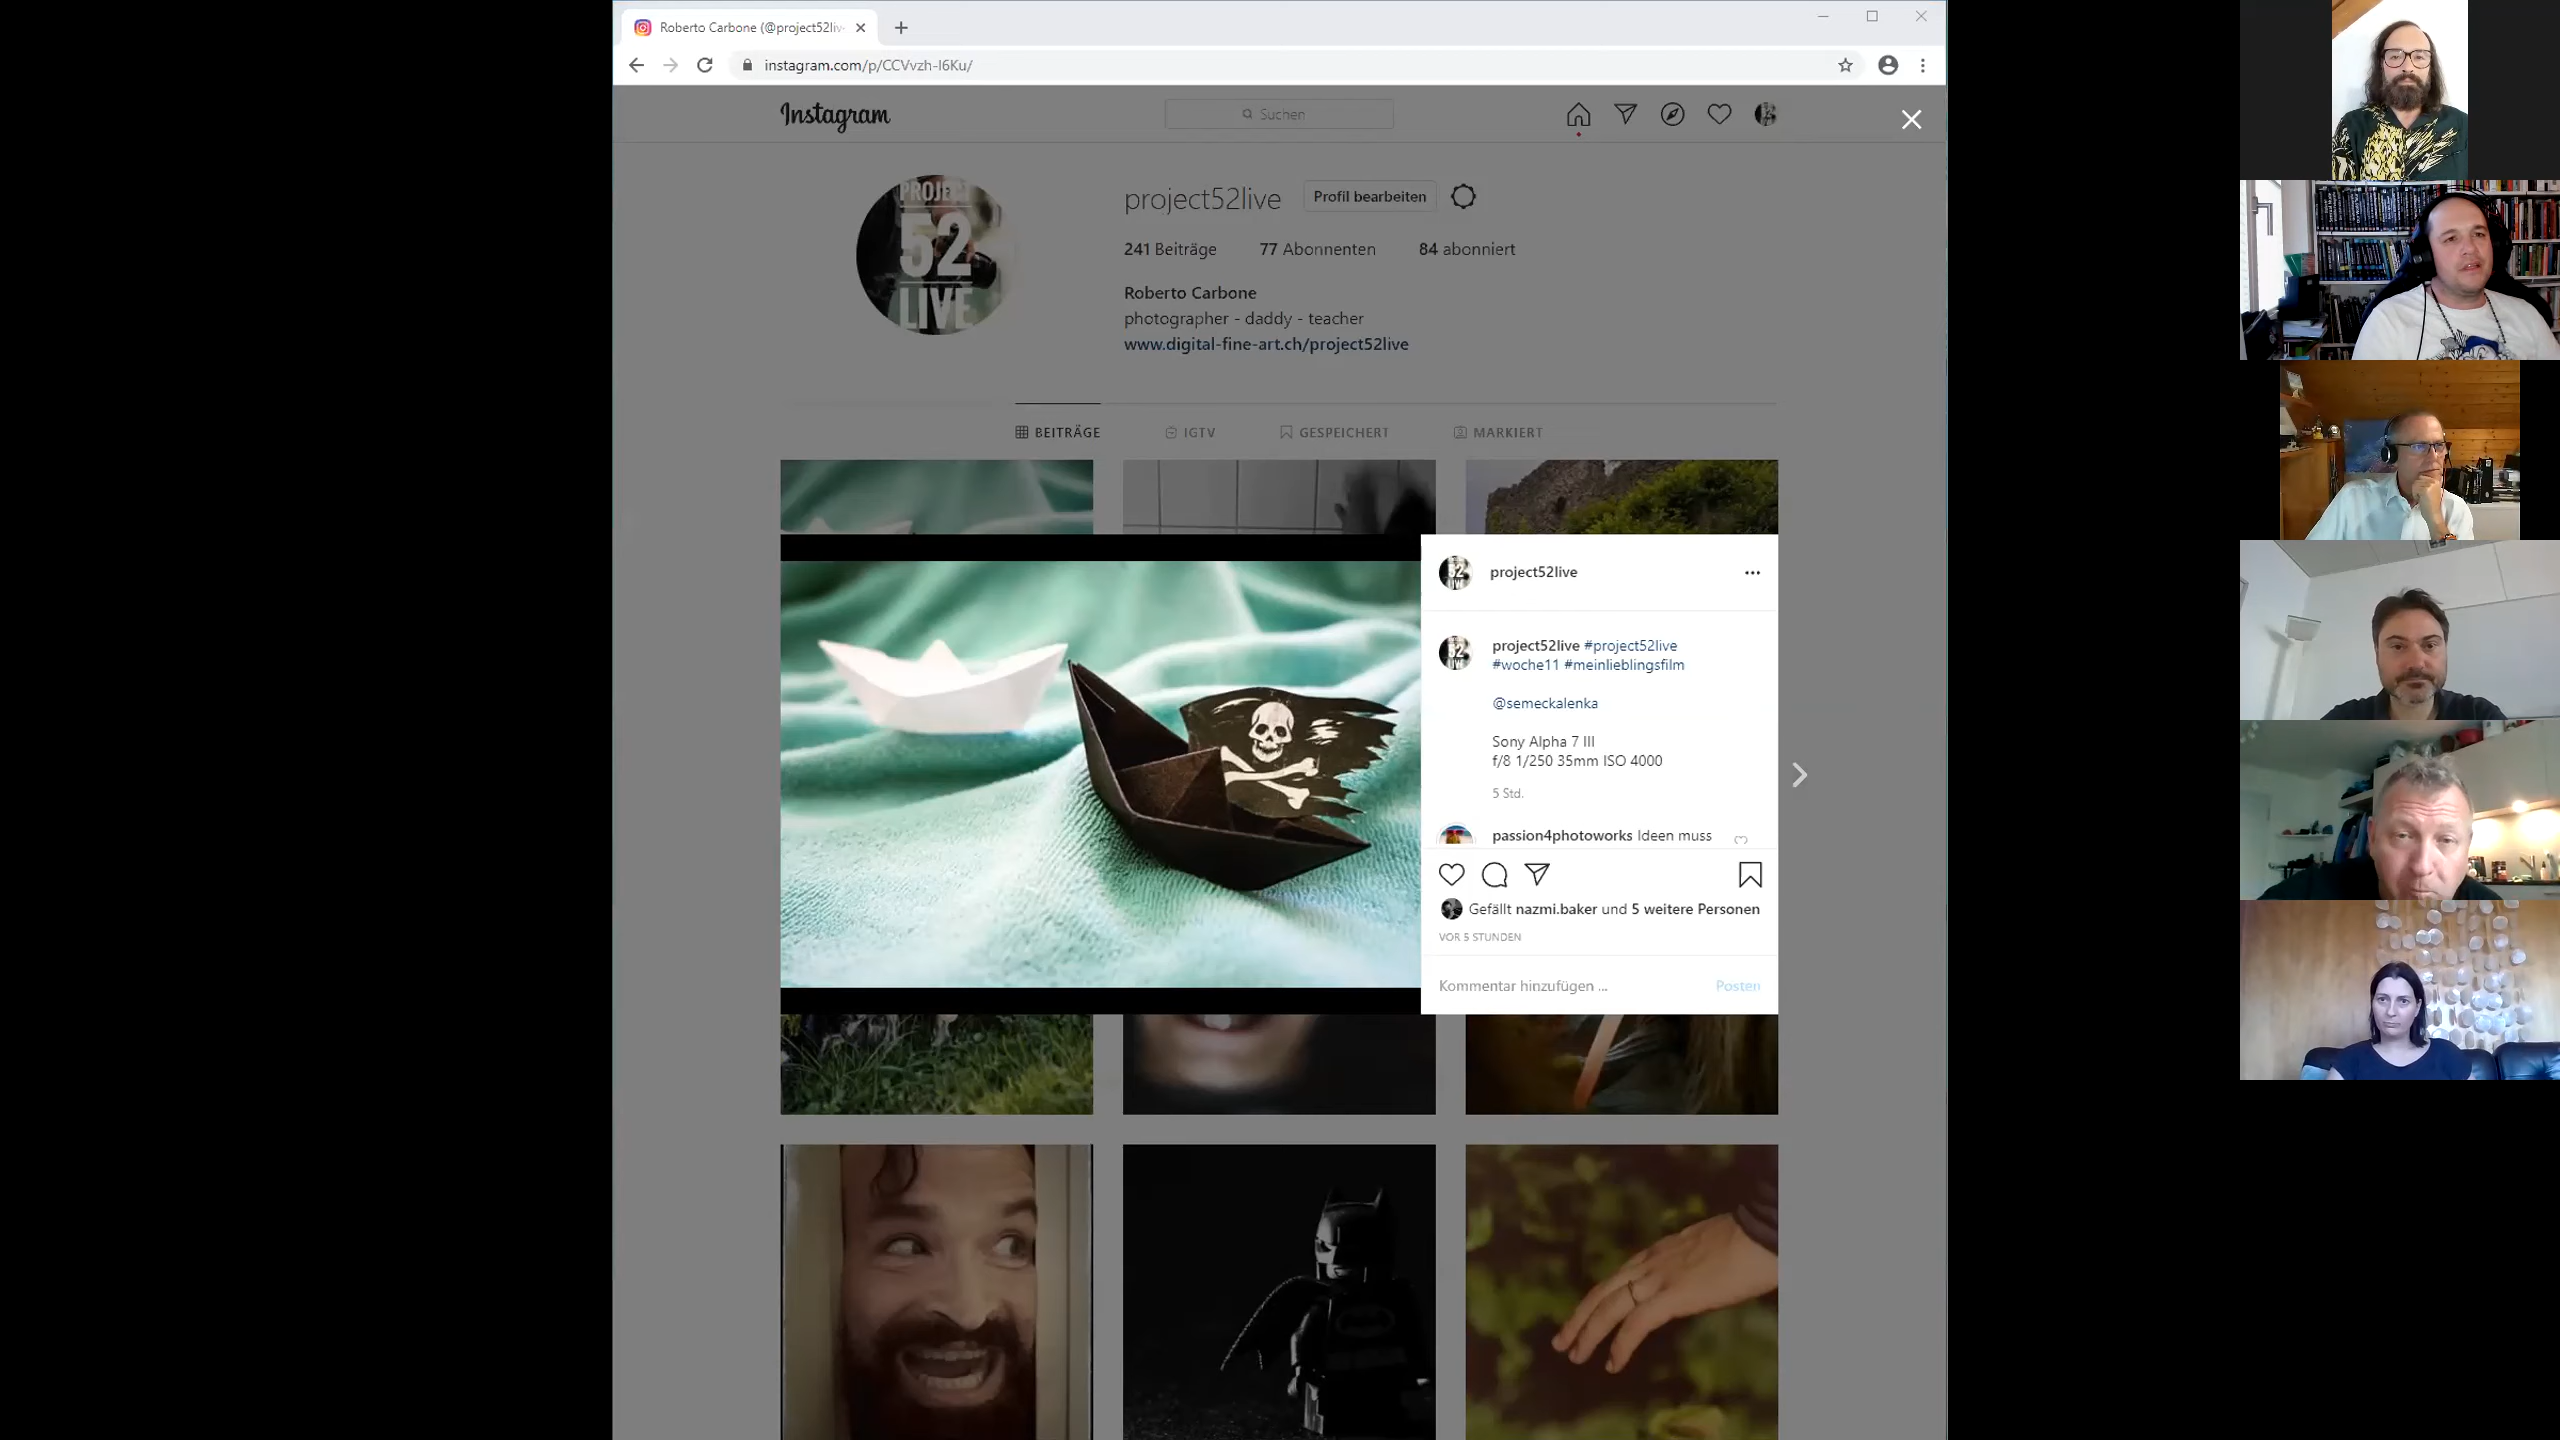 Roberto Carbone (@project52liv
instagram.com/p/CCVvzh-I6Ku/
Instagram
Suchen
PROJECT
52
LIVE
project52live
Profil bearbeiten
241 Beiträge 77 Abonnenten 84 abonniert
Roberto Carbone
photographer - daddy - teacher
www.digital-fine-art.ch/project52live
BEITRÄGE IGTV GESPEICHERT MARKIERT
project52live
project52live #project52live
#woche11 #meinlieblingsfilm
@semeckalenka
Sony Alpha 7 III
f/8 1/250 35mm ISO 4000
5 Std.
passion4photoworks Ideen muss
Gefällt nazmi.baker und 5 weitere Personen
VOR 5 STUNDEN
Kommentar hinzufügen ... Posten